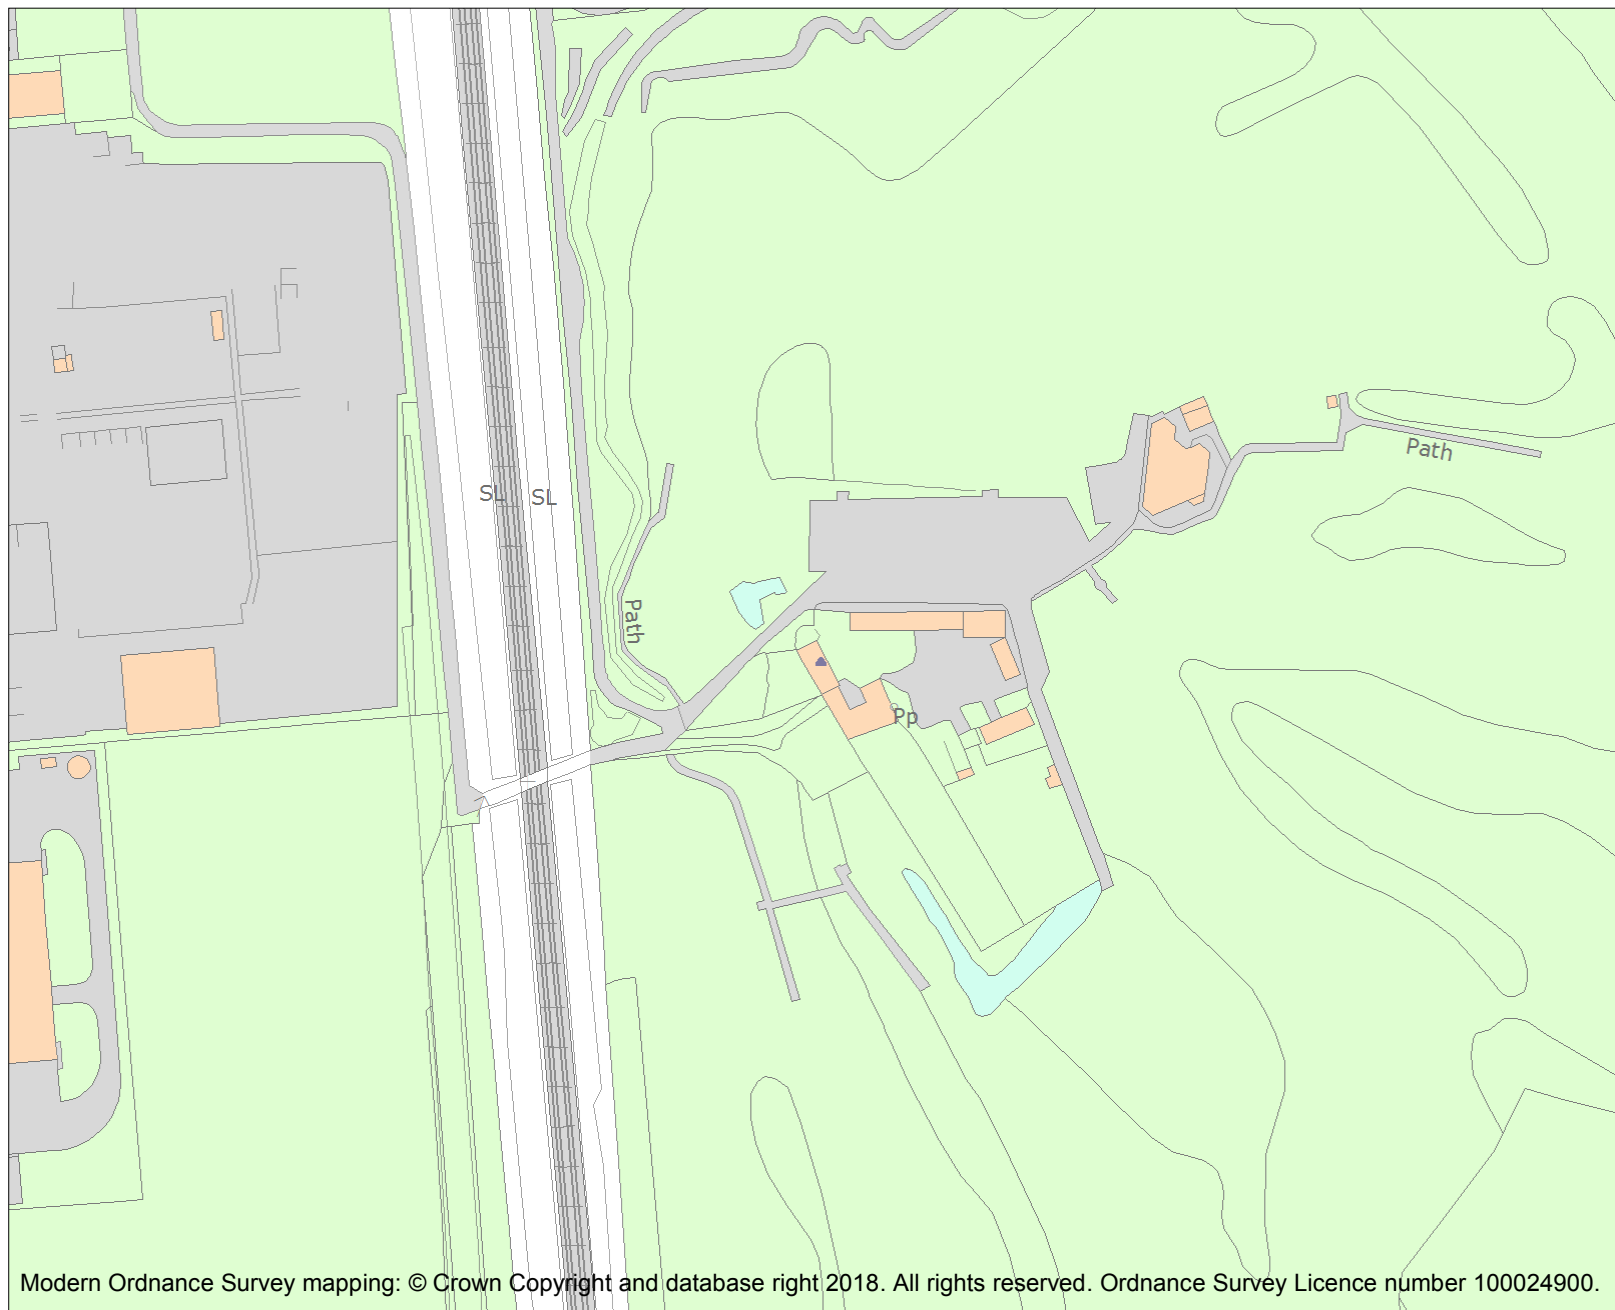 Path
SL
SL
Path
Pp
Modern Ordnance Survey mapping: © Crown Copyright and database right 2018. All rights reserved. Ordnance Survey Licence number 100024900.